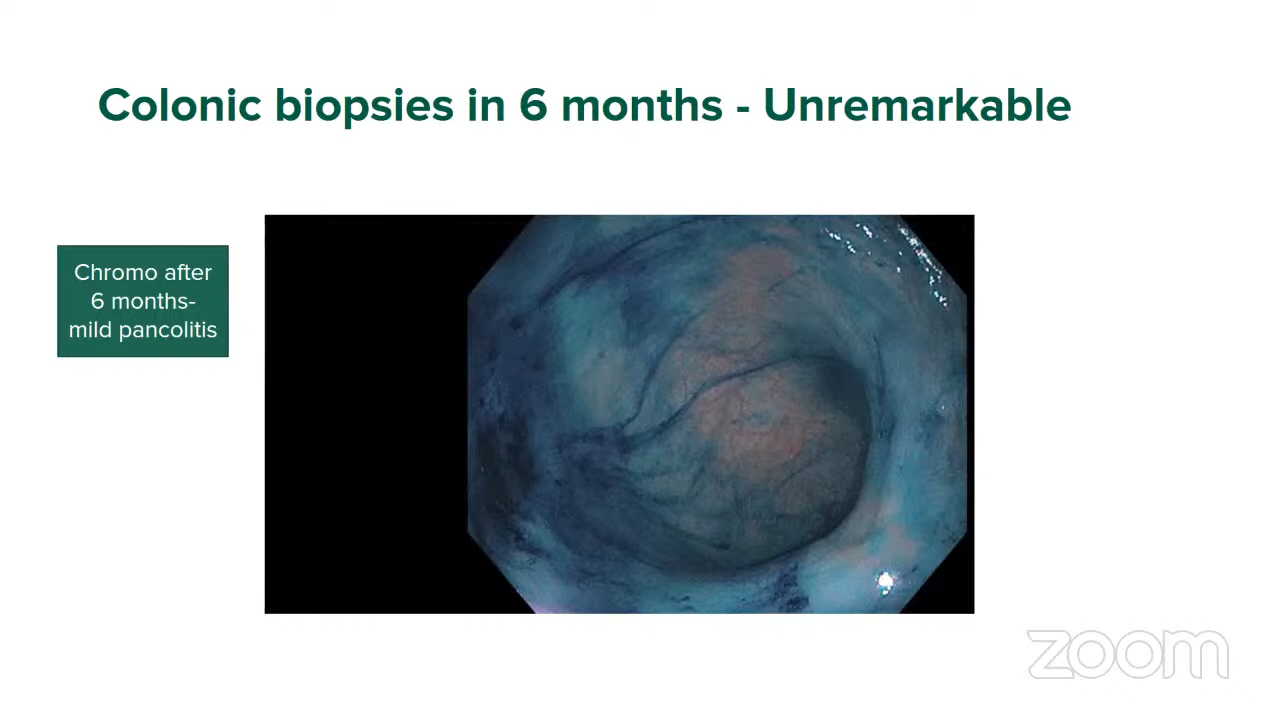 Colonic biopsies in 6 months - Unremarkable
Chromo after
6 months-
mild pancolitis
zoom